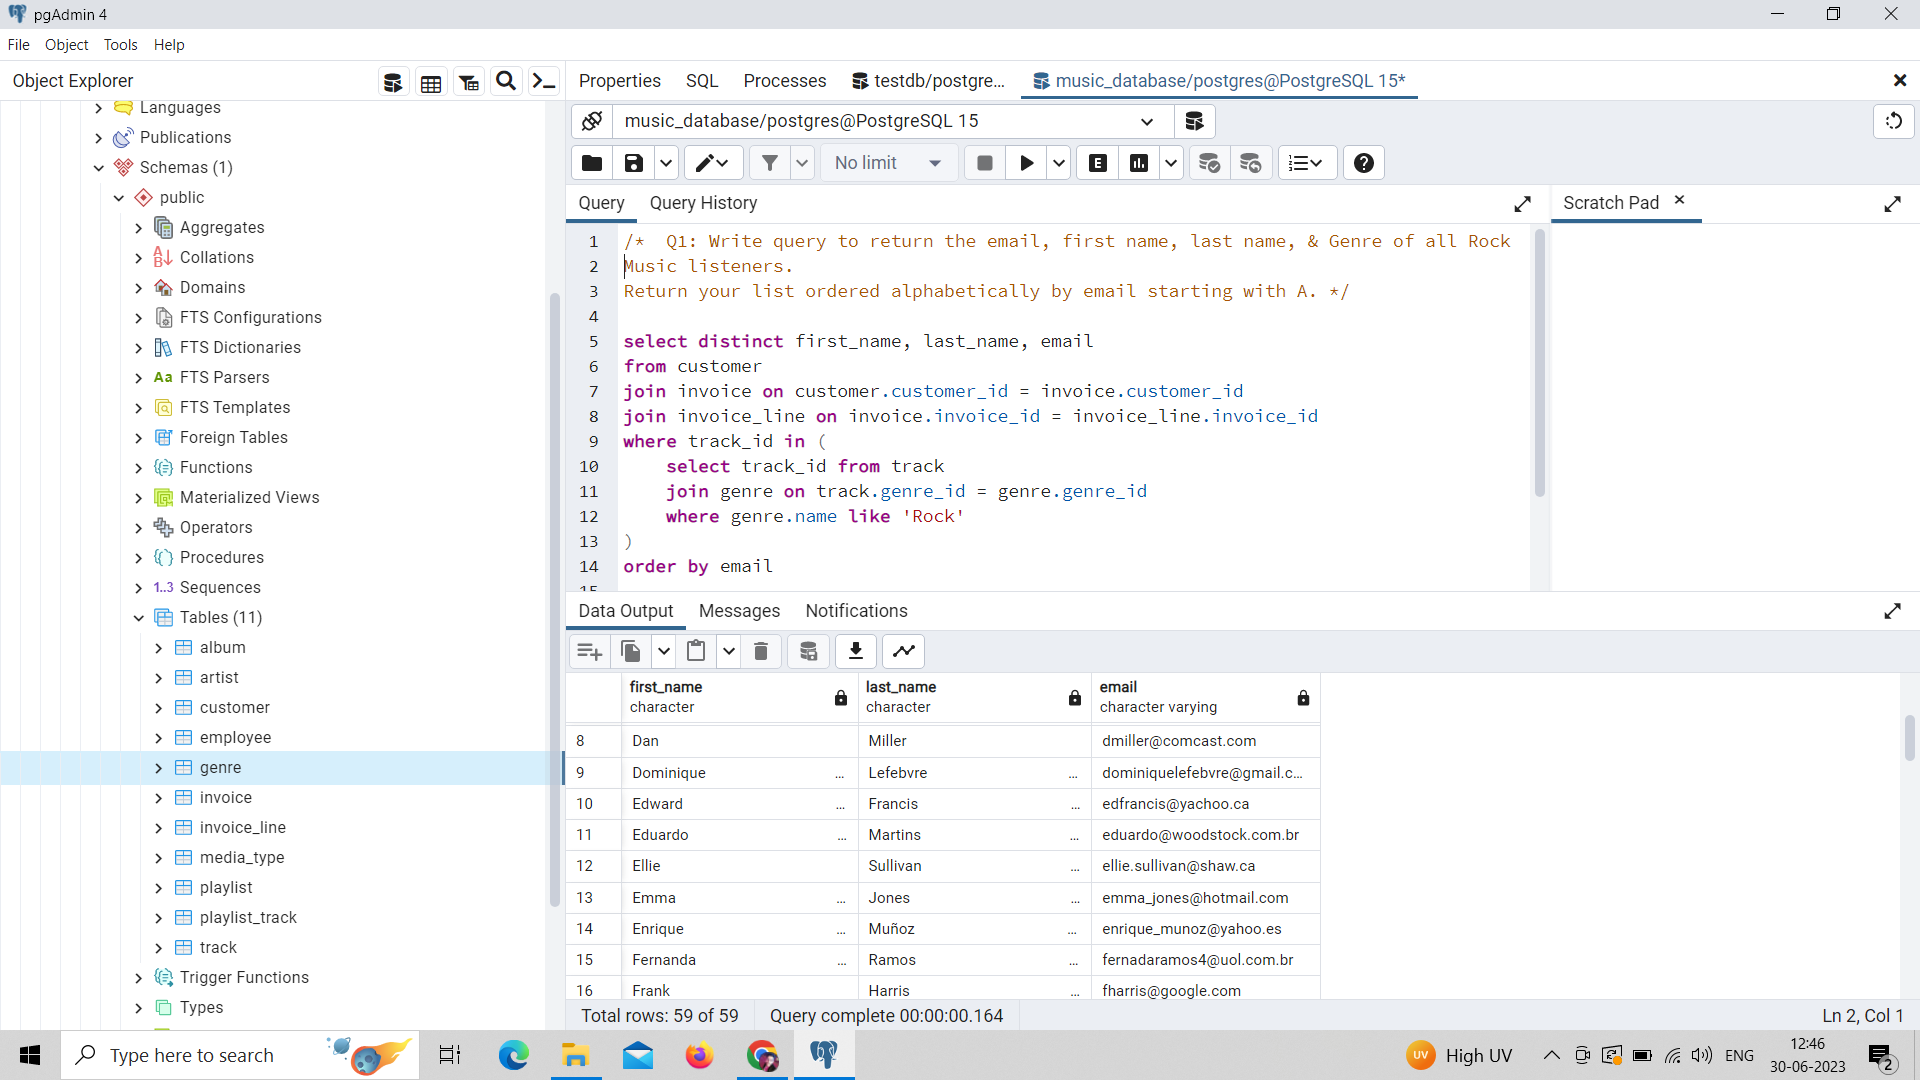 pgAdmin 4
File Object Tools Help
Object Explorer
Properties SQL Processes testdb/postgre... music_database/postgres@PostgreSQL 15*
Languages
Publications
Schemas (1)
public
Aggregates
Collations
Domains
FTS Configurations
FTS Dictionaries
Aa FTS Parsers
FTS Templates
Foreign Tables
Functions
Materialized Views
Operators
Procedures
1..3 Sequences
Tables (11)
album
artist
customer
employee
genre
invoice
invoice_line
media_type
playlist
playlist_track
track
Trigger Functions
Types
music_database/postgres@PostgreSQL 15
No limit
E
Query Query History
Scratch Pad
1 /*  Q1: Write query to return the email, first name, last name, & Genre of all Rock
2 Music listeners.
3 Return your list ordered alphabetically by email starting with A. */
4
5 select distinct first_name, last_name, email
6 from customer
7 join invoice on customer.customer_id = invoice.customer_id
8 join invoice_line on invoice.invoice_id = invoice_line.invoice_id
9 where track_id in (
10     select track_id from track
11     join genre on track.genre_id = genre.genre_id
12     where genre.name like 'Rock'
13 )
14 order by email
15
Data Output Messages Notifications
first_name last_name email
character character character varying
8 Dan Miller dmiller@comcast.com
9 Dominique ... Lefebvre ... dominiquelefebvre@gmail.c...
10 Edward ... Francis ... edfrancis@yachoo.ca
11 Eduardo ... Martins ... eduardo@woodstock.com.br
12 Ellie ... Sullivan ... ellie.sullivan@shaw.ca
13 Emma ... Jones ... emma_jones@hotmail.com
14 Enrique ... Muñoz ... enrique_munoz@yahoo.es
15 Fernanda ... Ramos ... fernadaramos4@uol.com.br
16 Frank ... Harris ... fharris@google.com
Total rows: 59 of 59 Query complete 00:00:00.164 Ln 2, Col 1
Type here to search
UV High UV
ENG
12:46
30-06-2023
2